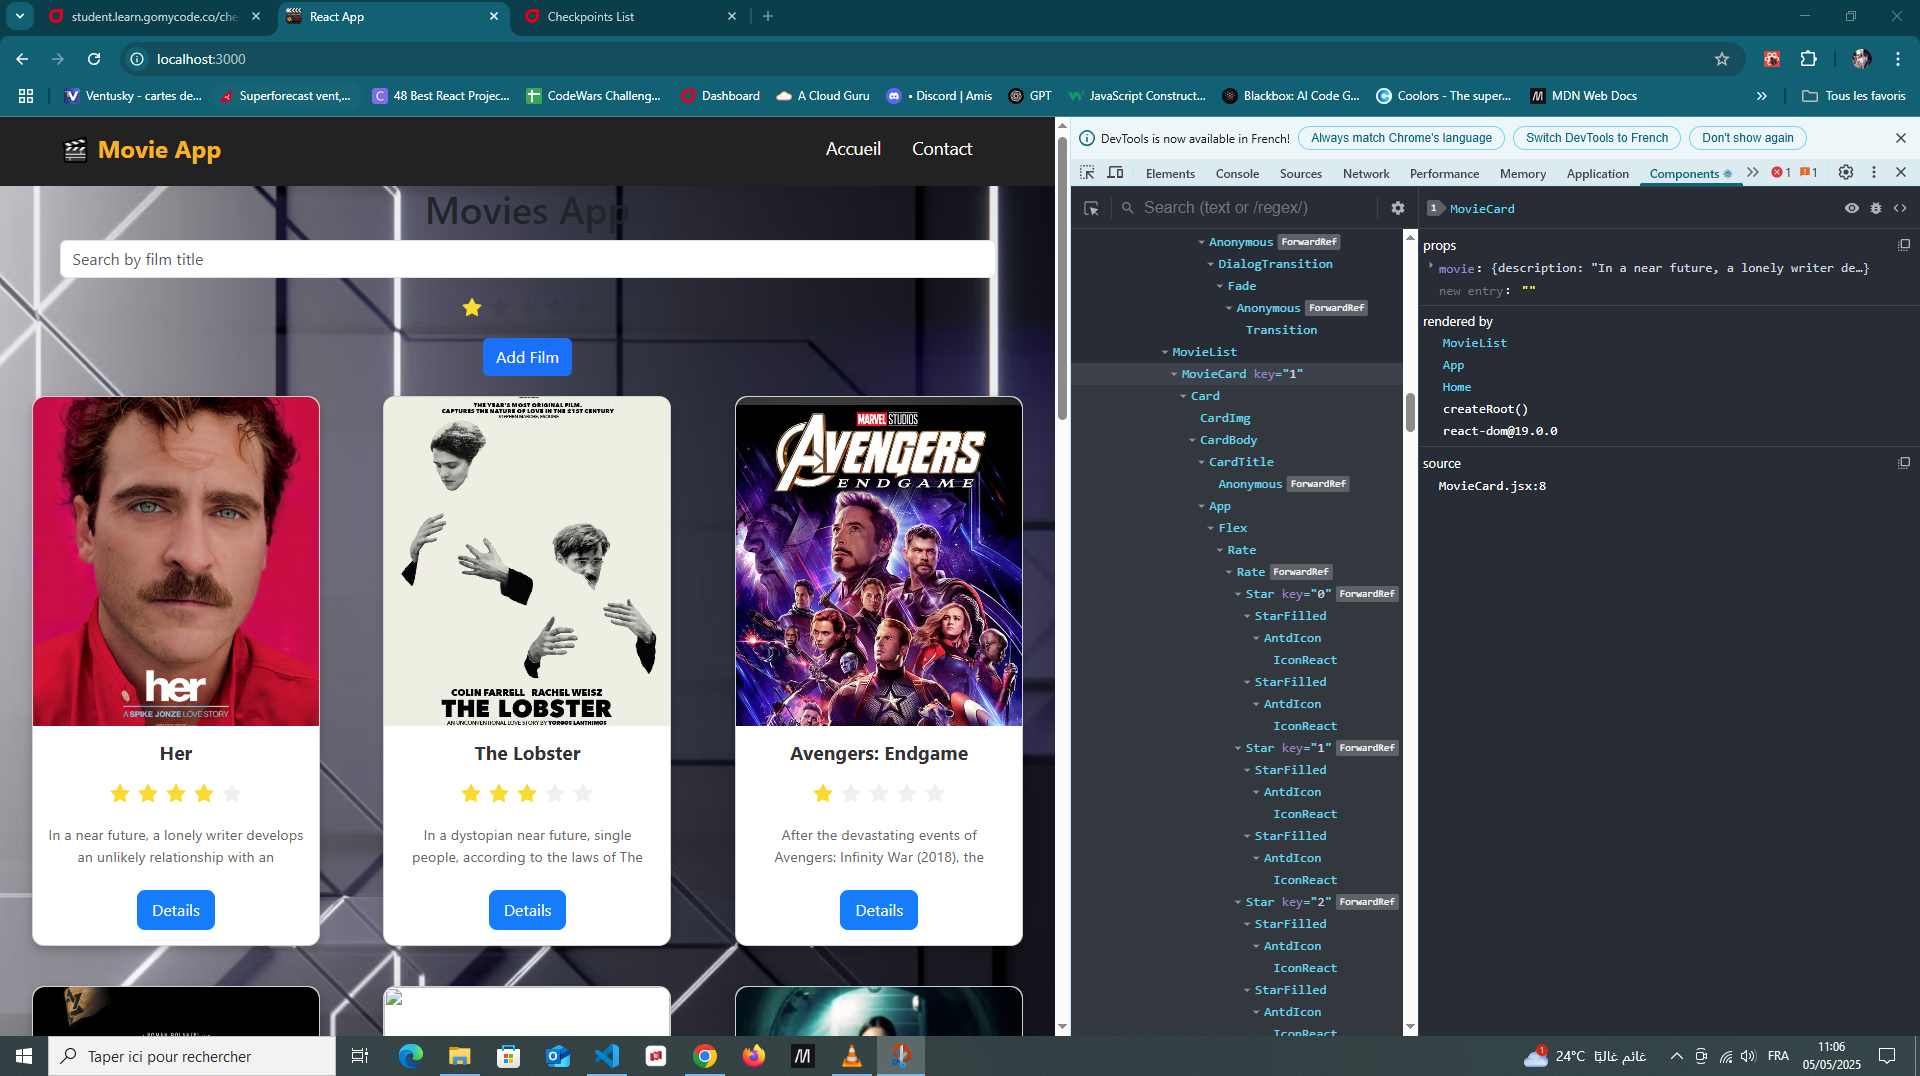 student.learn.gomycode.co/che
React App
Checkpoints List
localhost:3000
Ventusky - cartes de...
Superforecast vent,...
48 Best React Projec...
CodeWars Challeng...
Dashboard
A Cloud Guru
• Discord | Amis
GPT
JavaScript Construct...
Blackbox: AI Code G...
Coolors - The super...
MDN Web Docs
Tous les favoris
Movie App
Accueil
Contact
Movies App
Search by film title
Add Film
her
A SPIKE JONZE LOVE STORY
Her
In a near future, a lonely writer develops
an unlikely relationship with an
Details
THE YEAR'S MOST ORIGINAL FILM.
CAPTURES THE NATURE OF LOVE IN THE 21ST CENTURY
COLIN FARRELL RACHEL WEISZ
THE LOBSTER
AN UNCONVENTIONAL LOVE STORY BY YORGOS LANTHIMOS
The Lobster
In a dystopian near future, single
people, according to the laws of The
Details
MARVEL STUDIOS
AVENGERS
ENDGAME
Avengers: Endgame
After the devastating events of
Avengers: Infinity War (2018), the
Details
DevTools is now available in French!
Always match Chrome's language
Switch DevTools to French
Don't show again
Elements
Console
Sources
Network
Performance
Memory
Application
Components
1
1
Search (text or /regex/)
Anonymous ForwardRef
DialogTransition
Fade
Anonymous ForwardRef
Transition
MovieList
MovieCard key="1"
Card
CardImg
CardBody
CardTitle
Anonymous ForwardRef
App
Flex
Rate
Rate ForwardRef
Star key="0" ForwardRef
StarFilled
AntdIcon
IconReact
StarFilled
AntdIcon
IconReact
Star key="1" ForwardRef
StarFilled
AntdIcon
IconReact
StarFilled
AntdIcon
IconReact
Star key="2" ForwardRef
StarFilled
AntdIcon
IconReact
StarFilled
AntdIcon
IconReact
1 MovieCard
props
movie: {description: "In a near future, a lonely writer de…}
new entry: ""
rendered by
MovieList
App
Home
createRoot()
react-dom@19.0.0
source
MovieCard.jsx:8
Taper ici pour rechercher
1
24°C غائم غالبًا
FRA
11:06
05/05/2025